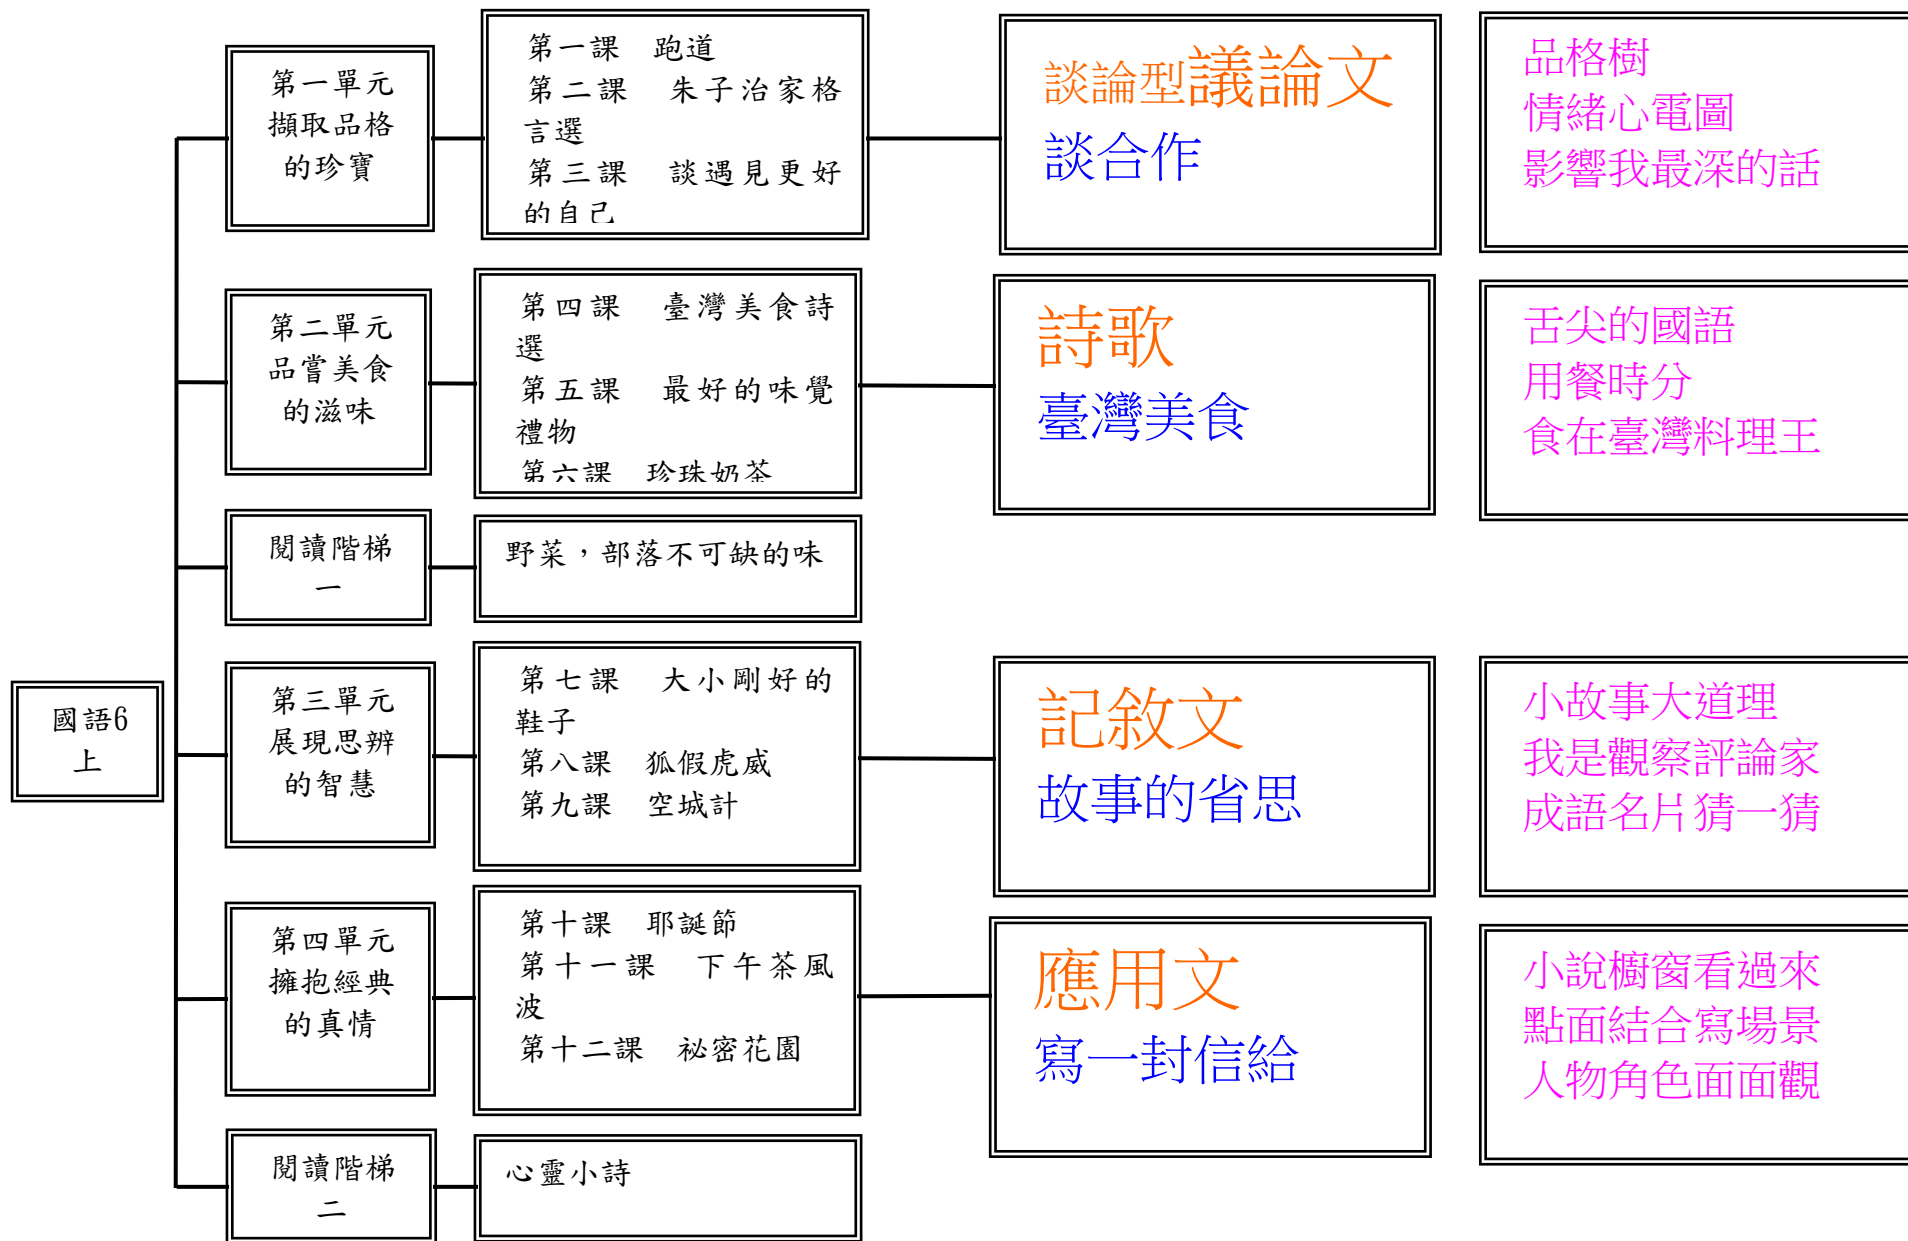 國語6
上
第一單元
擷取品格
的珍寶
第一課　跑道
第二課　朱子治家格
言選
第三課　談遇見更好
的自己
談論型議論文
談合作
品格樹
情緒心電圖
影響我最深的話
第二單元
品嘗美食
的滋味
第四課　臺灣美食詩
選
第五課　最好的味覺
禮物
第六課　珍珠奶茶
詩歌
臺灣美食
舌尖的國語
用餐時分
食在臺灣料理王
閱讀階梯
一
野菜，部落不可缺的味
第三單元
展現思辨
的智慧
第七課　大小剛好的
鞋子
第八課　狐假虎威
第九課　空城計
記敘文
故事的省思
小故事大道理
我是觀察評論家
成語名片猜一猜
第四單元
擁抱經典
的真情
第十課　耶誕節
第十一課　下午茶風
波
第十二課　祕密花園
應用文
寫一封信給
小說櫥窗看過來
點面結合寫場景
人物角色面面觀
閱讀階梯
二
心靈小詩